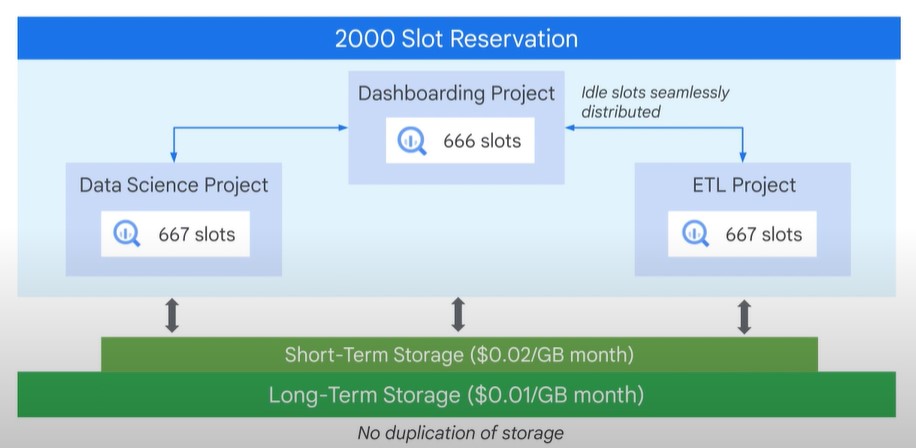 2000 Slot Reservation
Dashboarding Project
666 slots
Idle slots seamlessly
distributed
Data Science Project
667 slots
ETL Project
667 slots
Short-Term Storage ($0.02/GB month)
Long-Term Storage ($0.01/GB month)
No duplication of storage